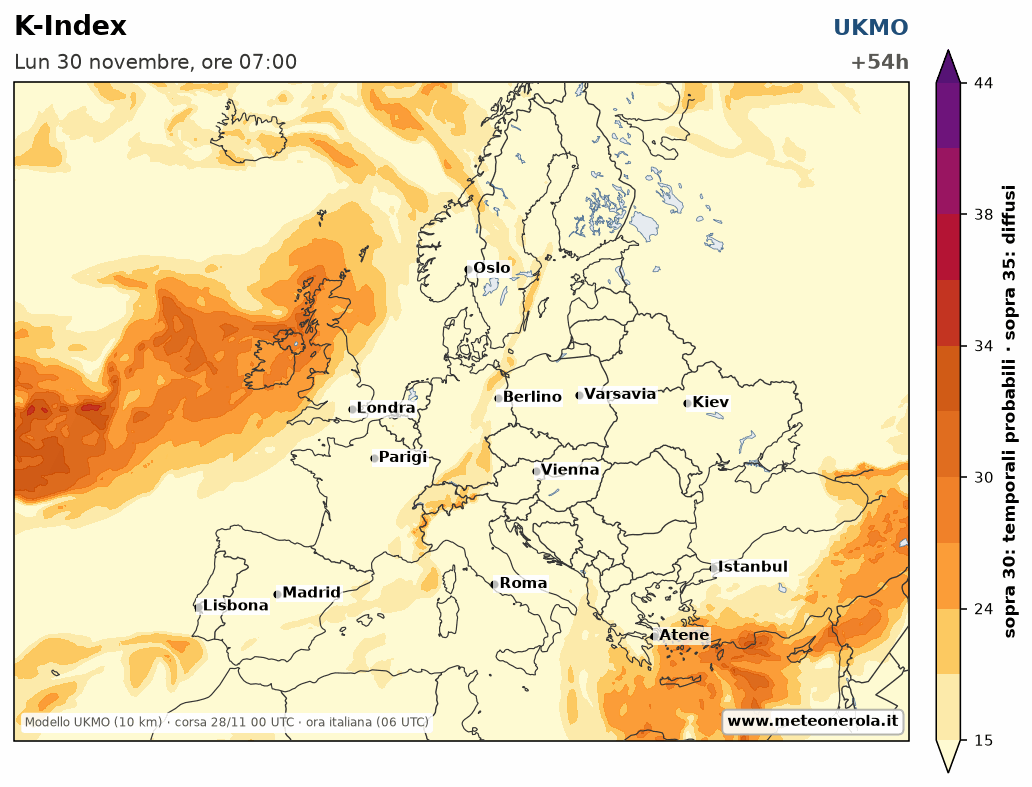 K-Index
UKMO
Lun 30 novembre, ore 07:00
+54h
44
38
34
30
24
15
sopra 30: temporali probabili · sopra 35: diffusi
Oslo
Londra
Berlino
Varsavia
Kiev
Parigi
Vienna
Istanbul
Roma
Madrid
Lisbona
Atene
Modello UKMO (10 km) · corsa 28/11 00 UTC · ora italiana (06 UTC)
www.meteonerola.it